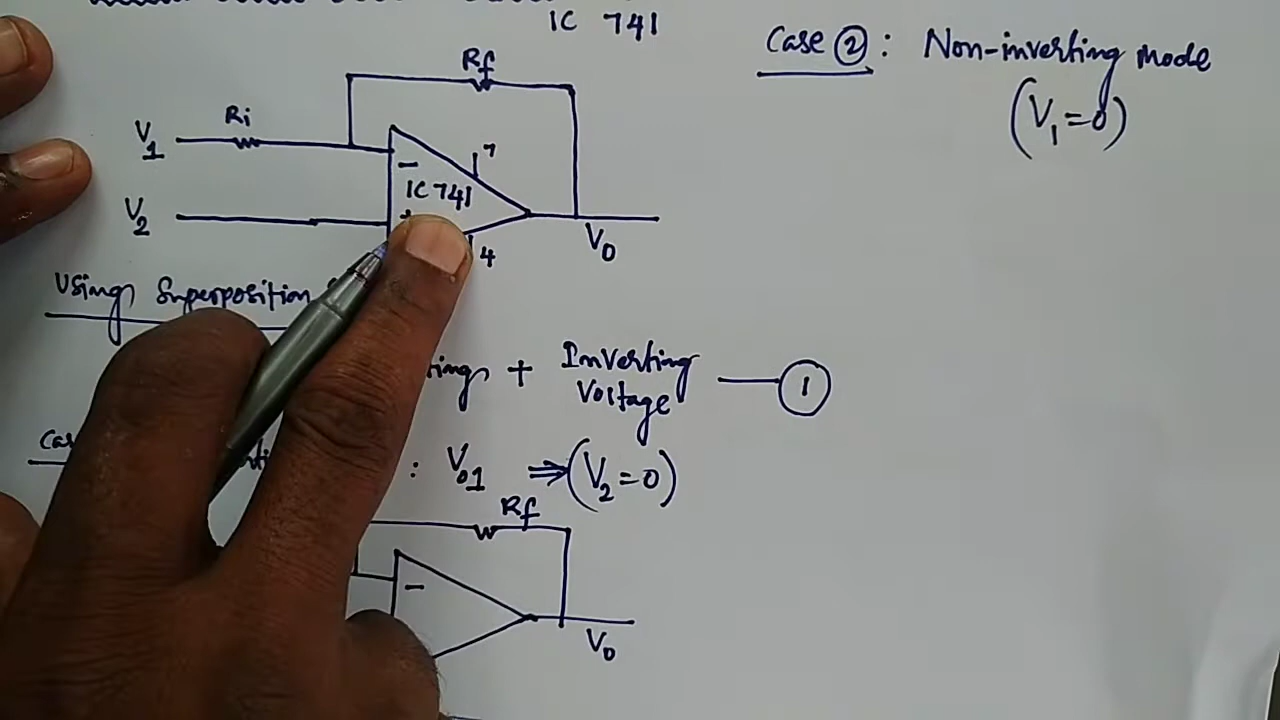 IC 741
Rf
Ri
V1
7
-
IC 741
V2
+
4
V0
Using Superposition
+ Inverting Voltage — 1
: V01 ⇒ (V2=0)
Rf
-
V0
Case 2 : Non-inverting Mode
(V1=0)